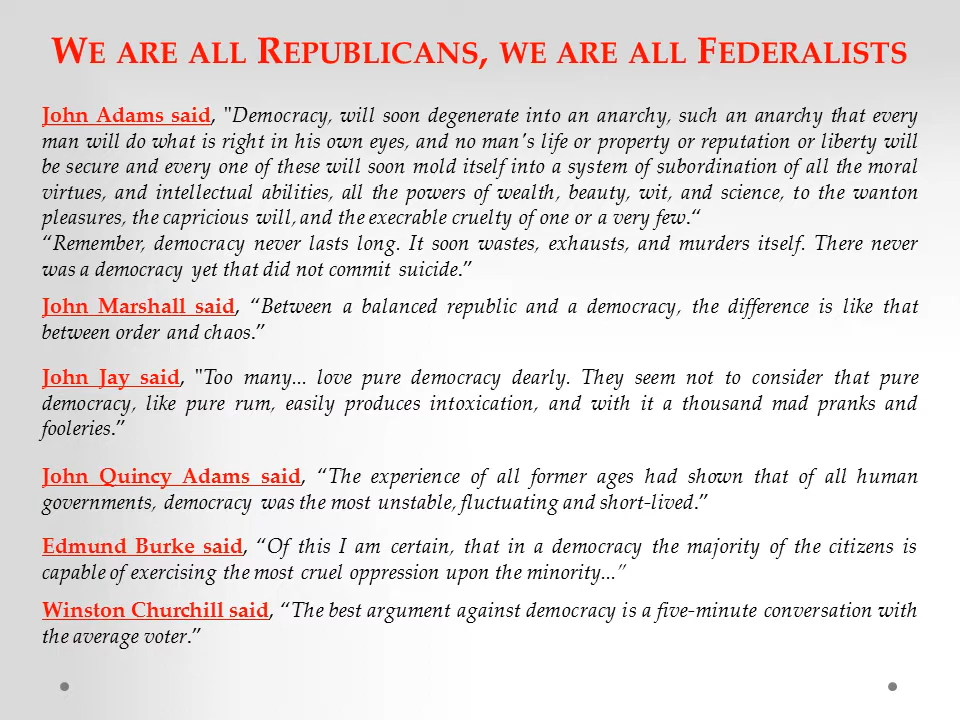 WE ARE ALL REPUBLICANS, WE ARE ALL FEDERALISTS
John Adams said, "Democracy, will soon degenerate into an anarchy, such an anarchy that every
man will do what is right in his own eyes, and no man's life or property or reputation or liberty will
be secure and every one of these will soon mold itself into a system of subordination of all the moral
virtues, and intellectual abilities, all the powers of wealth, beauty, wit, and science, to the wanton
pleasures, the capricious will, and the execrable cruelty of one or a very few.“
“Remember, democracy never lasts long. It soon wastes, exhausts, and murders itself. There never
was a democracy yet that did not commit suicide.”
John Marshall said, “Between a balanced republic and a democracy, the difference is like that
between order and chaos.”
John Jay said, "Too many... love pure democracy dearly. They seem not to consider that pure
democracy, like pure rum, easily produces intoxication, and with it a thousand mad pranks and
fooleries.”
John Quincy Adams said, “The experience of all former ages had shown that of all human
governments, democracy was the most unstable, fluctuating and short-lived.”
Edmund Burke said, “Of this I am certain, that in a democracy the majority of the citizens is
capable of exercising the most cruel oppression upon the minority...”
Winston Churchill said, “The best argument against democracy is a five-minute conversation with
the average voter.”